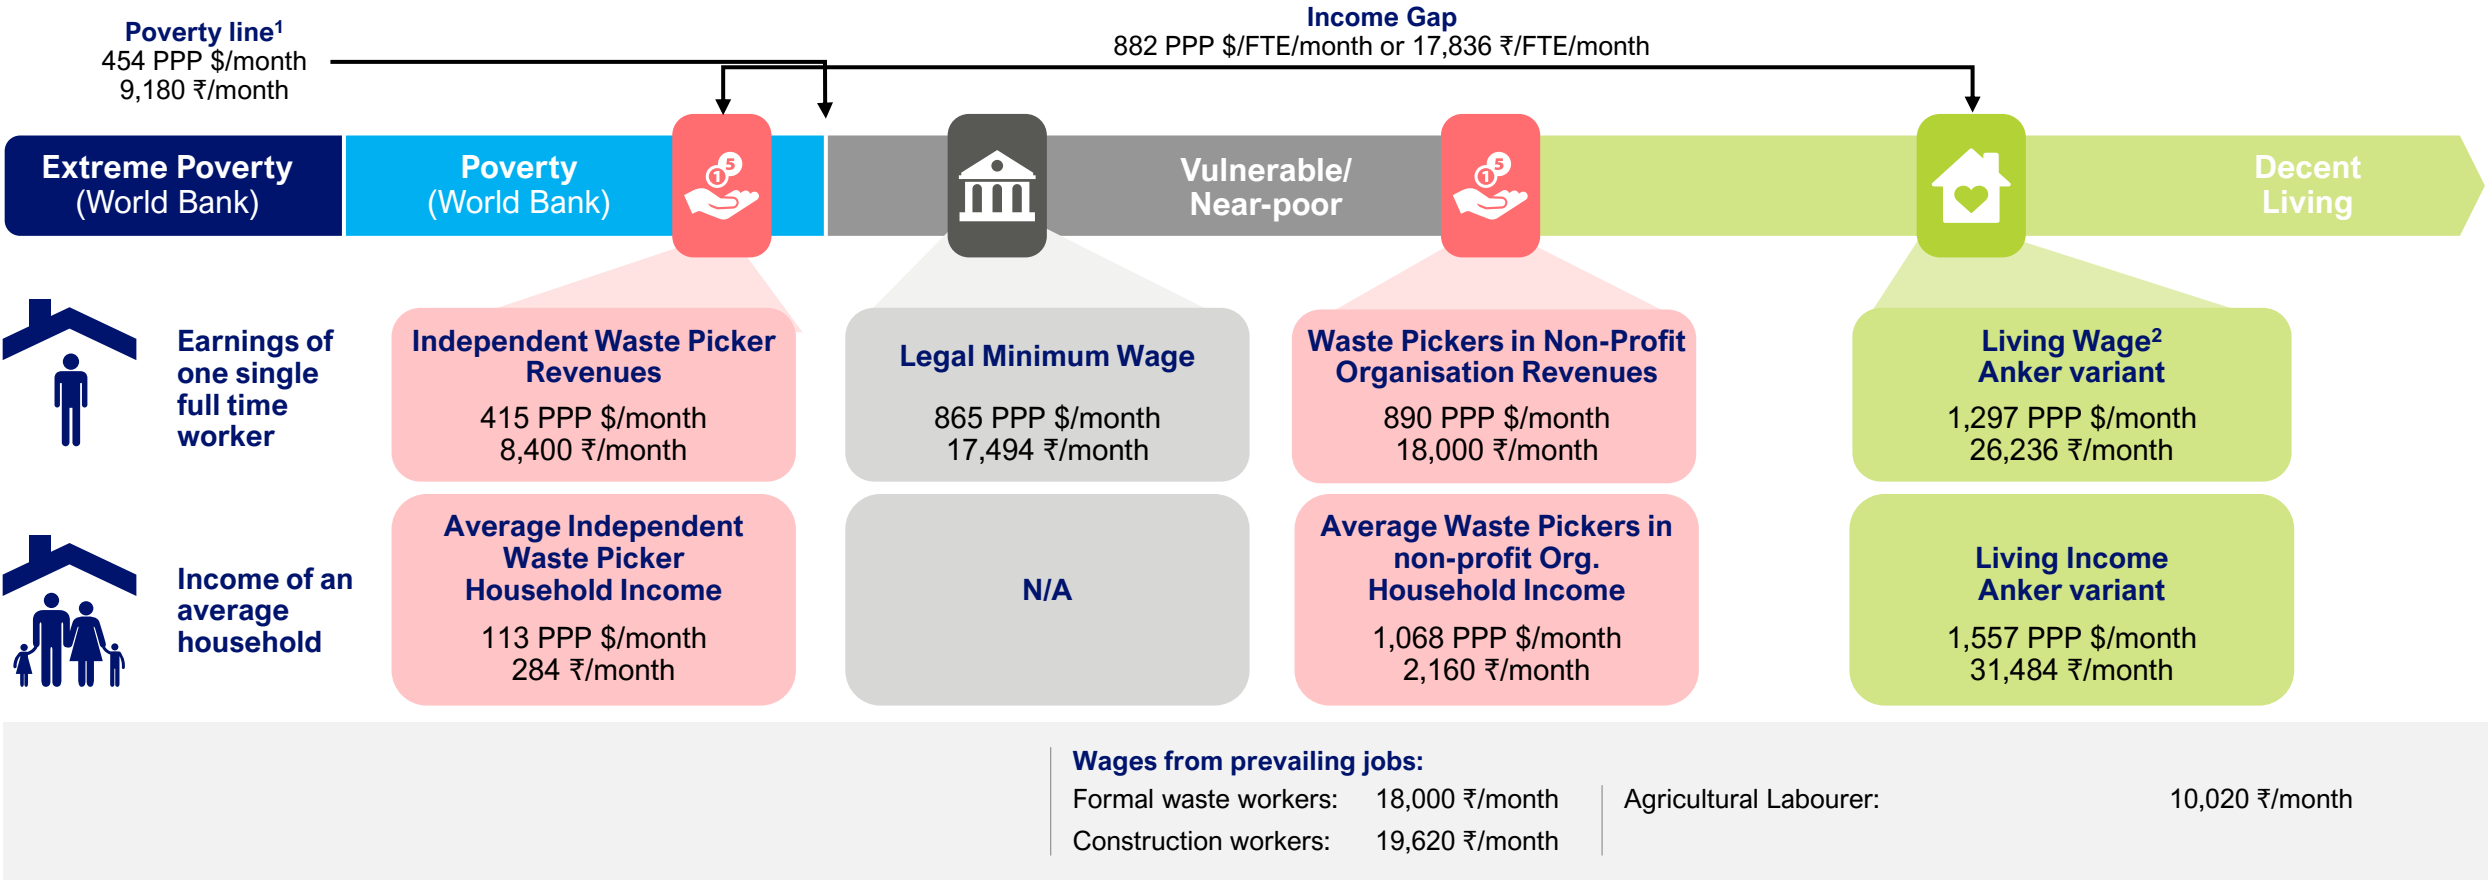 Poverty line¹
454 PPP $/month
9,180 ₹/month
Income Gap
882 PPP $/FTE/month or 17,836 ₹/FTE/month
Extreme Poverty
(World Bank)
Poverty
(World Bank)
1 5
Vulnerable/
Near-poor
1 5
Decent
Living
Earnings of
one single
full time
worker
Independent Waste Picker
Revenues
415 PPP $/month
8,400 ₹/month
Legal Minimum Wage
865 PPP $/month
17,494 ₹/month
Waste Pickers in Non-Profit
Organisation Revenues
890 PPP $/month
18,000 ₹/month
Living Wage²
Anker variant
1,297 PPP $/month
26,236 ₹/month
Income of an
average
household
Average Independent
Waste Picker
Household Income
113 PPP $/month
284 ₹/month
N/A
Average Waste Pickers in
non-profit Org.
Household Income
1,068 PPP $/month
2,160 ₹/month
Living Income
Anker variant
1,557 PPP $/month
31,484 ₹/month
Wages from prevailing jobs:
Formal waste workers: 18,000 ₹/month
Construction workers: 19,620 ₹/month
Agricultural Labourer: 10,020 ₹/month